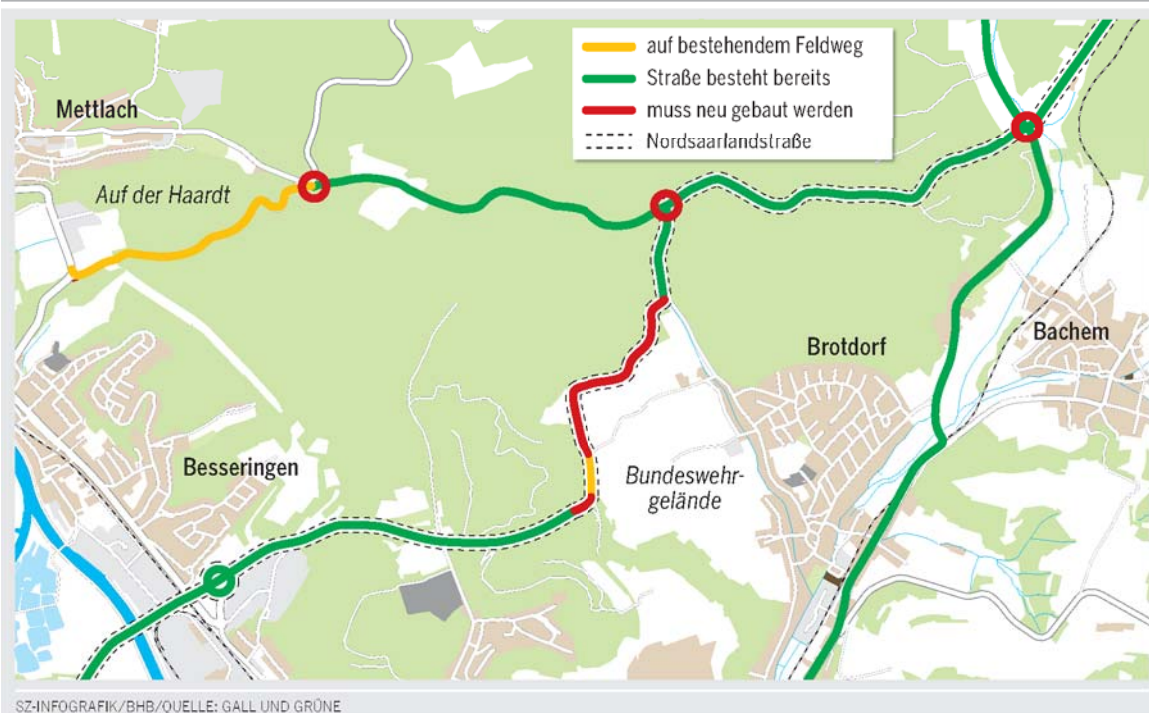 auf bestehendem Feldweg
Straße besteht bereits
muss neu gebaut werden
Nordsaarlandstraße
Mettlach
Auf der Haardt
Brotdorf
Bachem
Besseringen
Bundeswehr-
gelände
SZ-INFOGRAFIK/BHB/QUELLE: GALL UND GRÜNE